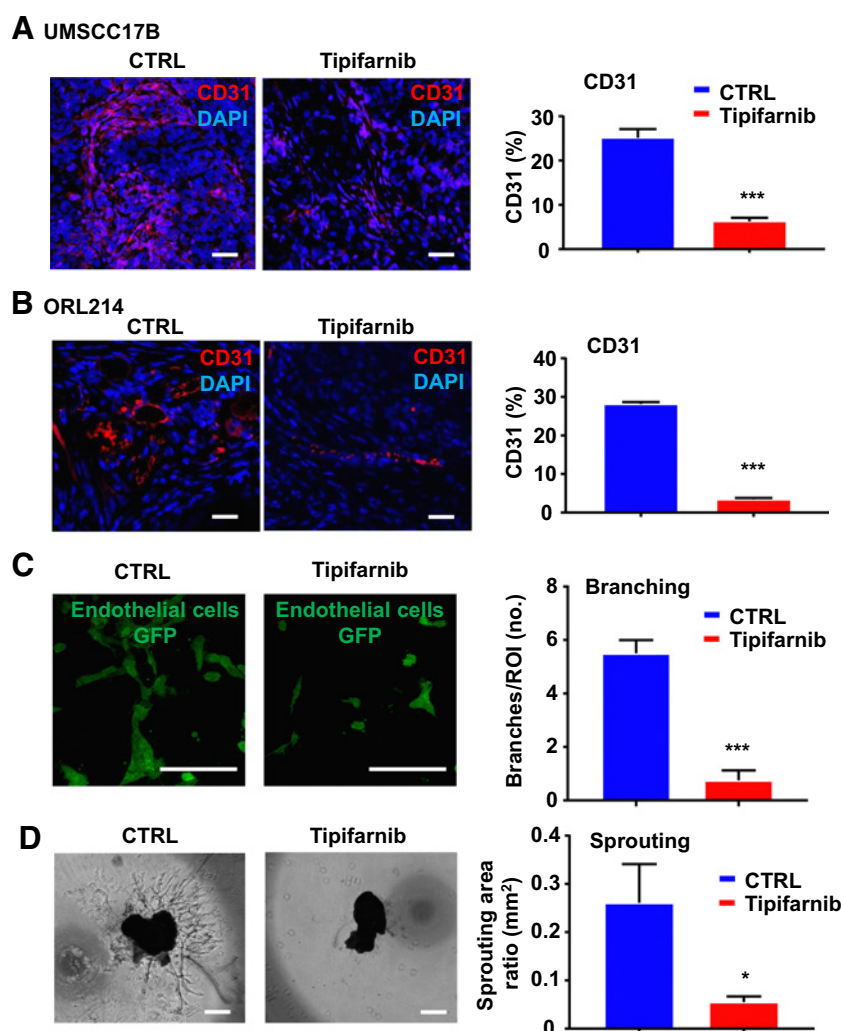 A UMSCC17B
CTRL
Tipifarnib
CD31
DAPI
CD31
DAPI
CD31
CTRL
Tipifarnib
CD31 (%)
30
20
10
0
***
B ORL214
CTRL
Tipifarnib
CD31
DAPI
CD31
DAPI
CD31
CD31 (%)
40
30
20
10
0
***
C
CTRL
Tipifarnib
Endothelial cells
GFP
Endothelial cells
GFP
Branching
CTRL
Tipifarnib
Branches/ROI (no.)
8
6
4
2
0
***
D
CTRL
Tipifarnib
Sprouting
CTRL
Tipifarnib
Sprouting area
ratio (mm²)
0.4
0.3
0.2
0.1
0
*